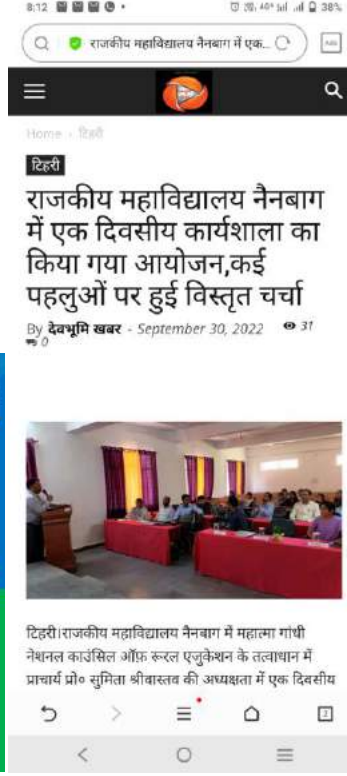 8:12
38%
राजकीय महाविद्यालय नैनबाग में एक...
Home › टिहरी
टिहरी
राजकीय महाविद्यालय नैनबाग
में एक दिवसीय कार्यशाला का
किया गया आयोजन,कई
पहलुओं पर हुई विस्तृत चर्चा
By देवभूमि खबर - September 30, 2022 31
0
टिहरी।राजकीय महाविद्यालय नैनबाग में महात्मा गांधी
नेशनल काउंसिल ऑफ़ रूरल एजुकेशन के तत्वाधान में
प्राचार्य प्रो० सुमिता श्रीवास्तव की अध्यक्षता में एक दिवसीय